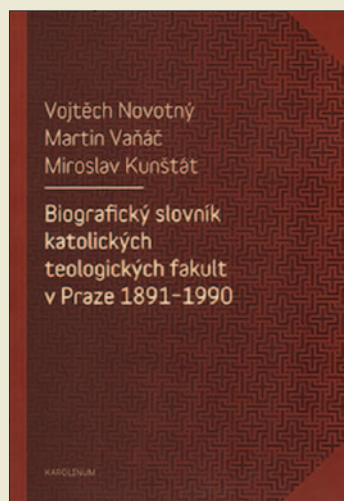 Vojtěch Novotný
Martin Vaňáč
Miroslav Kunštát
Biografický slovník
katolických
teologických fakult
v Praze 1891–1990
KAROLINUM